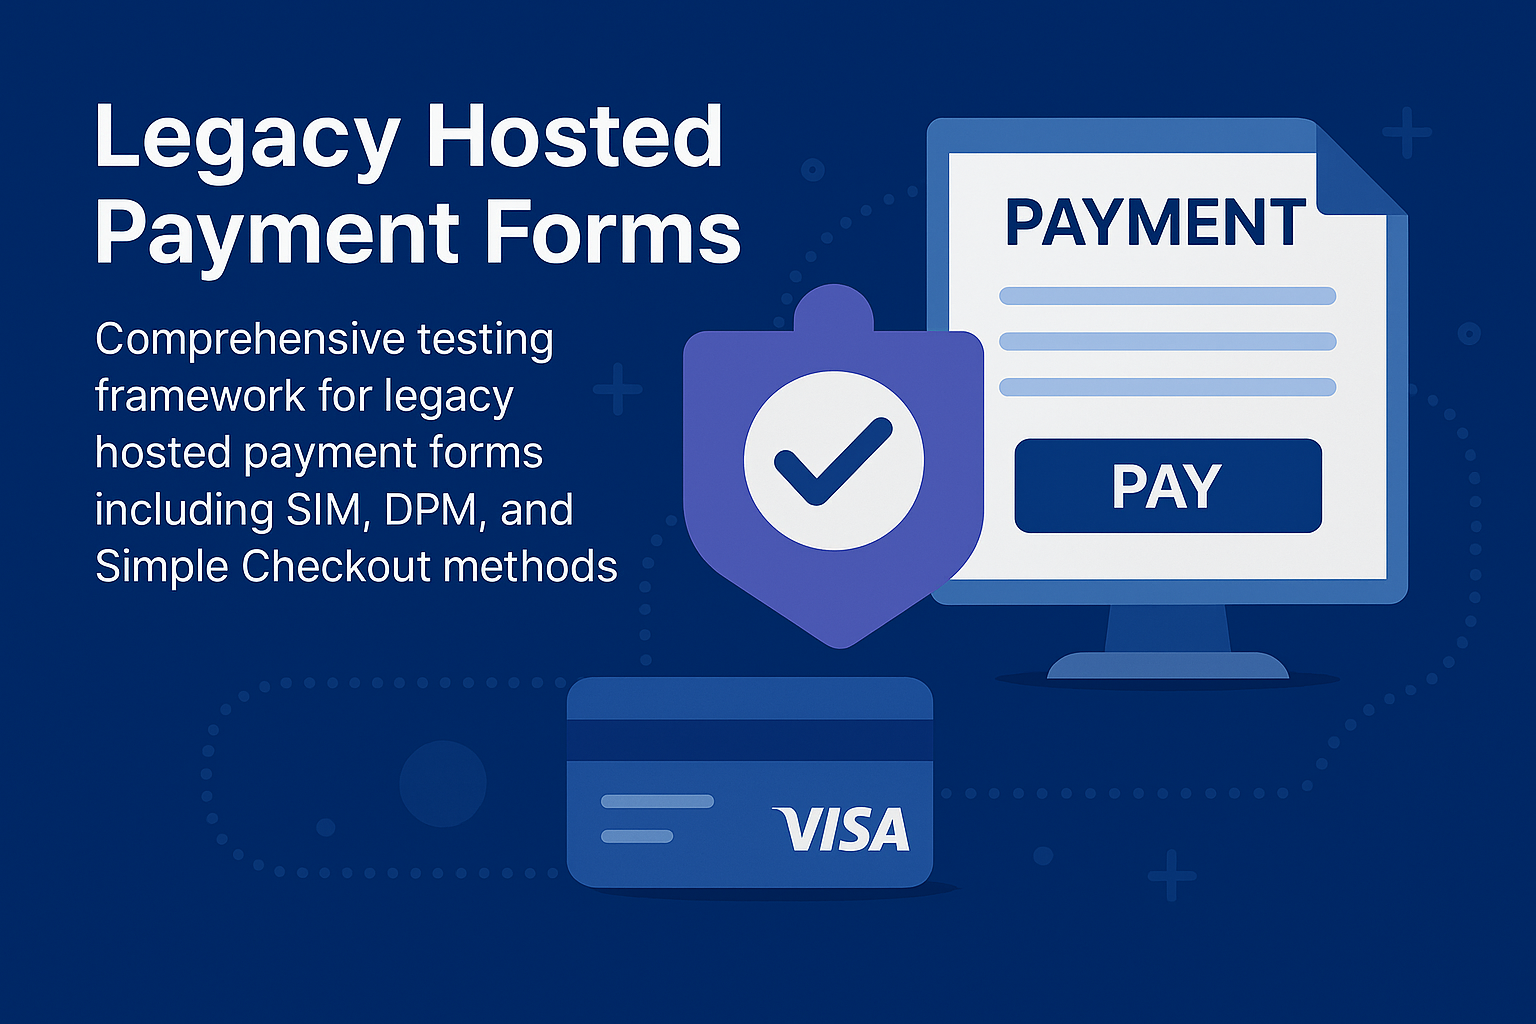 Legacy Hosted
Payment Forms
Comprehensive testing
framework for legacy
hosted payment forms
including SIM, DPM, and
Simple Checkout methods
PAYMENT
PAY
VISA